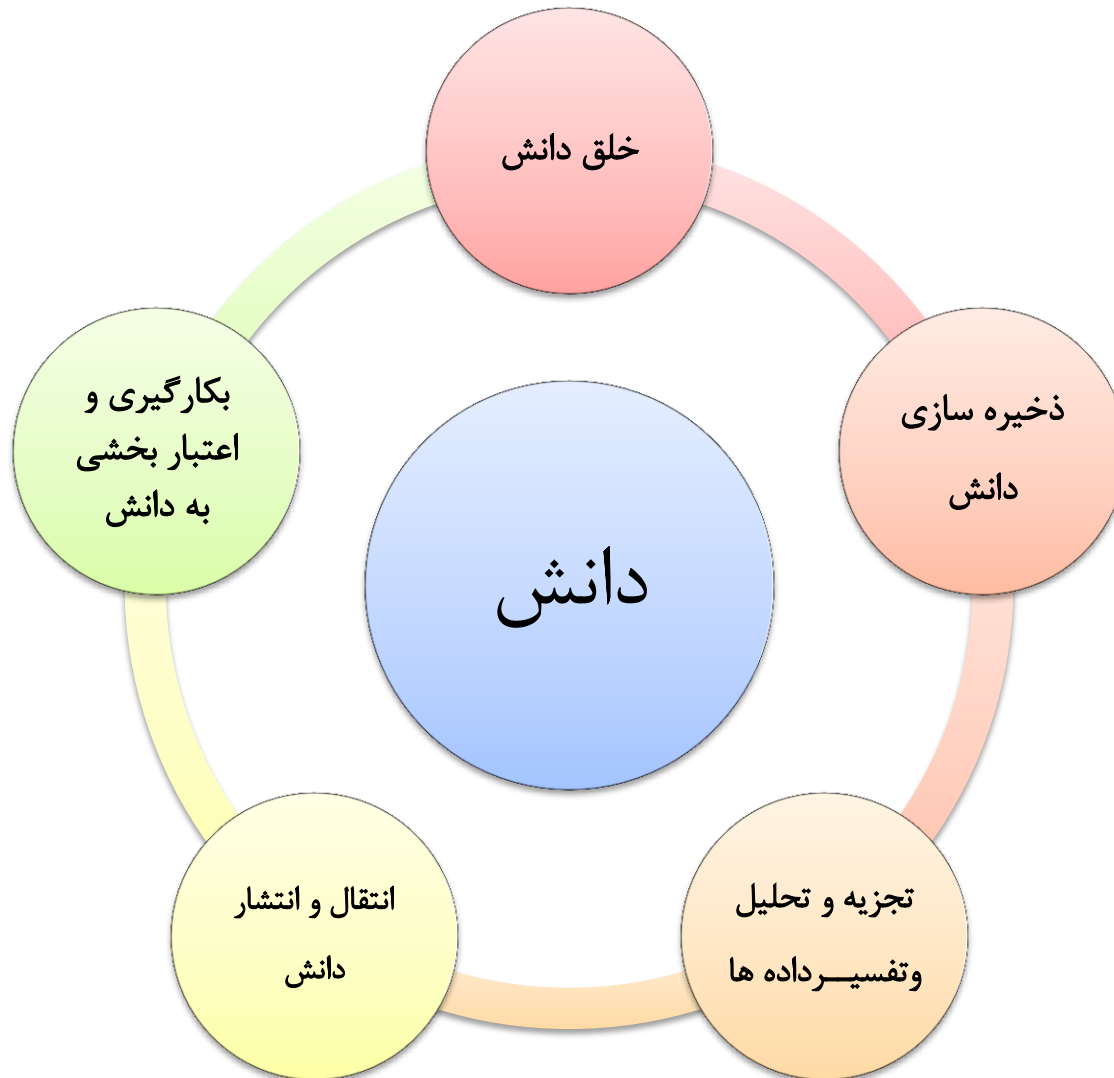 خلق دانش
ذخیره سازی
دانش
تجزیه و تحلیل
وتفسیـــرداده ها
انتقال و انتشار
دانش
بکارگیری و
اعتبار بخشی
به دانش
دانش